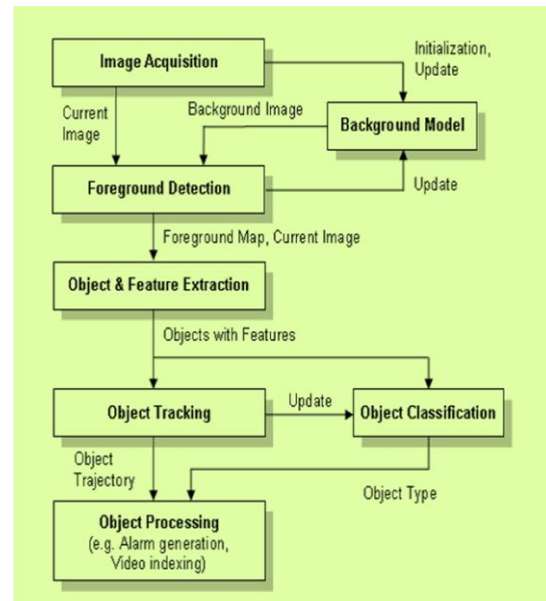 Image Acquisition
Initialization,
Update
Current
Image
Background Image
Background Model
Foreground Detection
Update
Foreground Map, Current Image
Object & Feature Extraction
Objects with Features
Object Tracking
Update
Object Classification
Object
Trajectory
Object Type
Object Processing
(e.g. Alarm generation,
Video indexing)